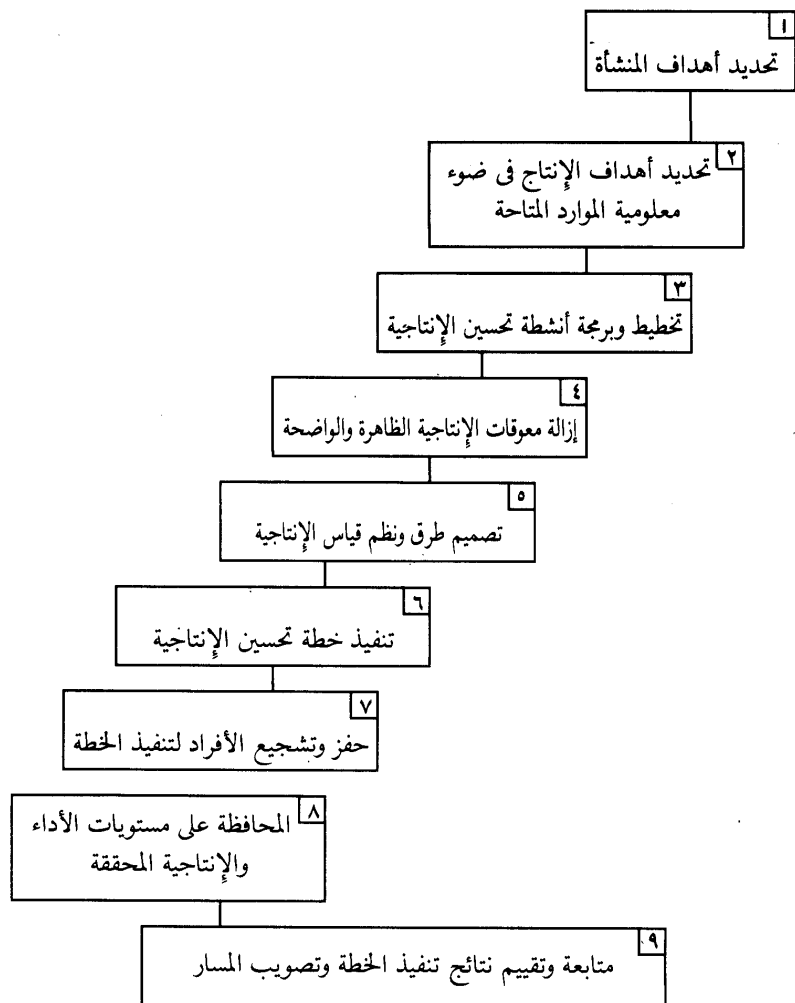 ١
تحديد أهداف المنشأة
٢
تحديد أهداف الإنتاج فى ضوء
معلومية الموارد المتاحة
٣
تخطيط وبرمجة أنشطة تحسين الإنتاجية
٤
إزالة معوقات الإنتاجية الظاهرة والواضحة
٥
تصميم طرق ونظم قياس الإنتاجية
٦
تنفيذ خطة تحسين الإنتاجية
٧
حفز وتشجيع الأفراد لتنفيذ الخطة
٨
المحافظة على مستويات الأداء
والإنتاجية المحققة
٩
متابعة وتقييم نتائج تنفيذ الخطة وتصويب المسار